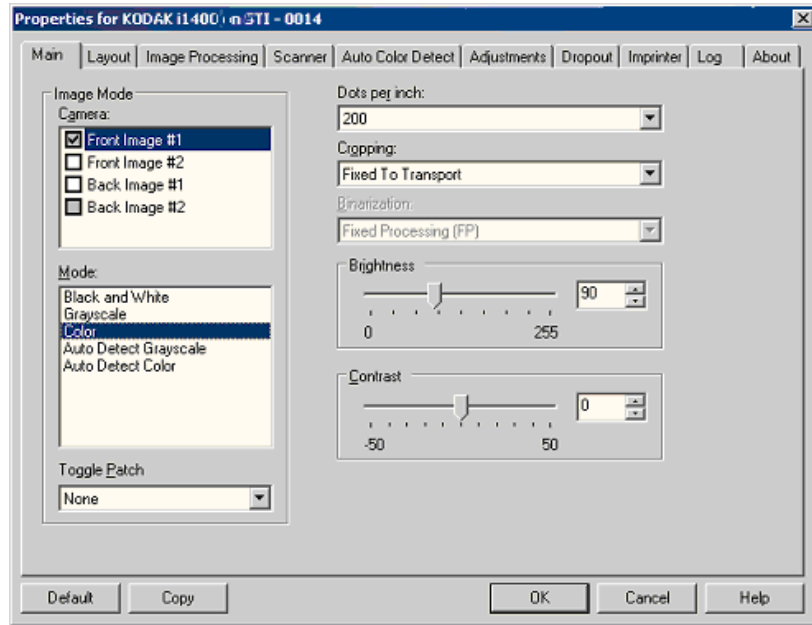 Properties for KODAK i1400 on STI - 0014
Main Layout Image Processing Scanner Auto Color Detect Adjustments Dropout Imprinter Log About
Image Mode
Camera:
Front Image #1
Front Image #2
Back Image #1
Back Image #2
Mode:
Black and White
Grayscale
Color
Auto Detect Grayscale
Auto Detect Color
Toggle Patch
None
Dots per inch:
200
Cropping:
Fixed To Transport
Binarization:
Fixed Processing (FP)
Brightness
90
0 255
Contrast
0
-50 50
Default Copy OK Cancel Help